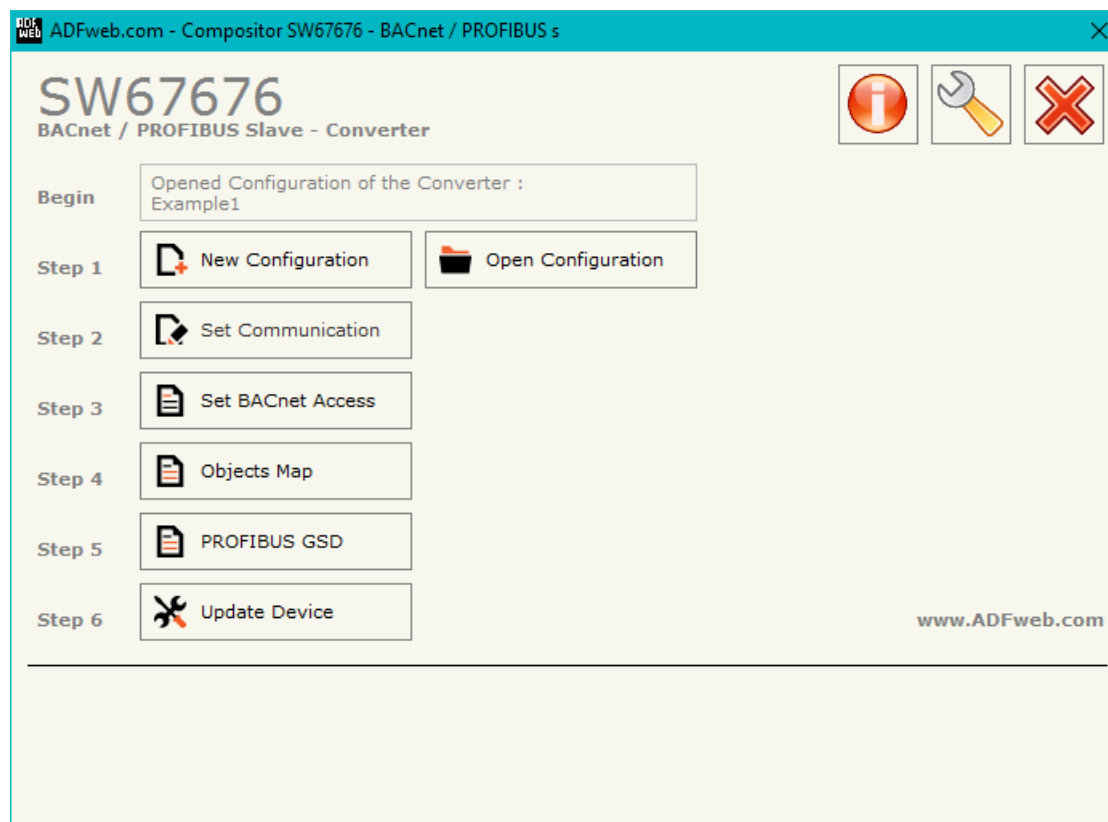 ADF
web
ADFweb.com - Compositor SW67676 - BACnet / PROFIBUS s
SW67676
BACnet / PROFIBUS Slave - Converter
Begin
Opened Configuration of the Converter :
Example1
Step 1
New Configuration
Open Configuration
Step 2
Set Communication
Step 3
Set BACnet Access
Step 4
Objects Map
Step 5
PROFIBUS GSD
Step 6
Update Device
www.ADFweb.com